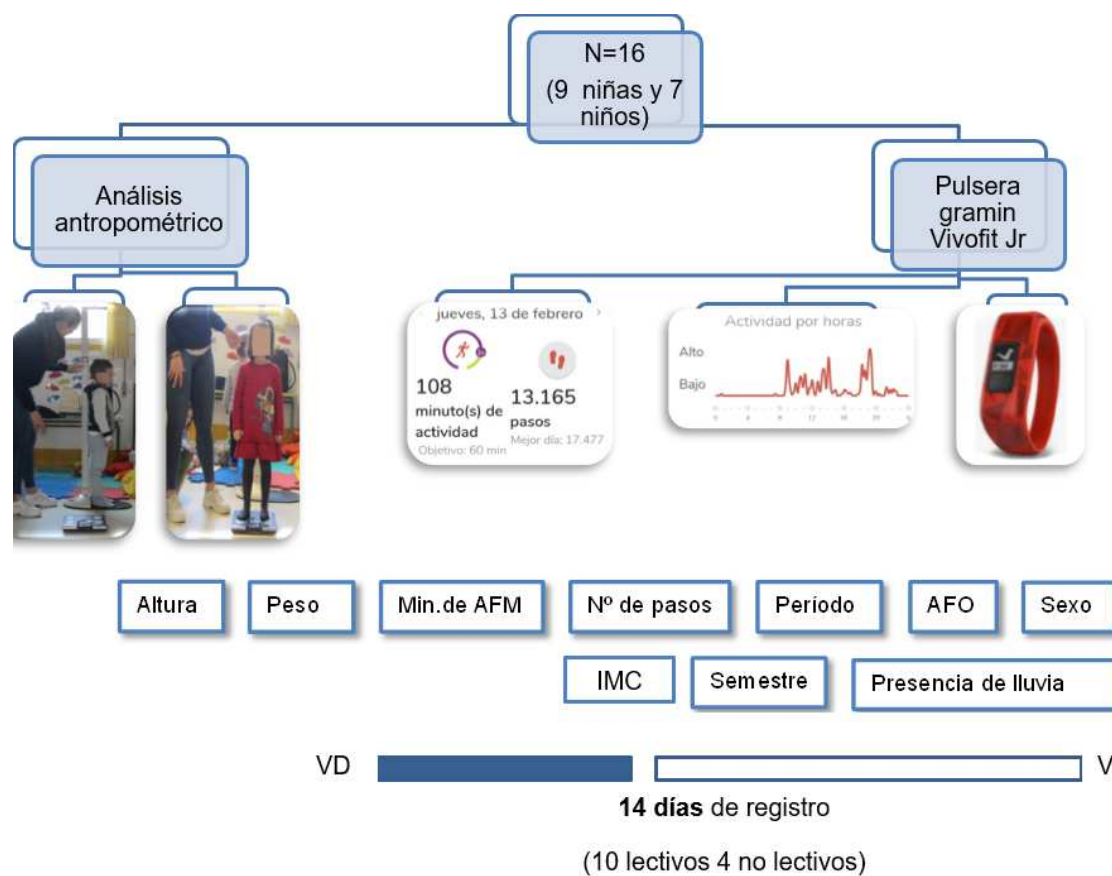 N=16
(9 niñas y 7
niños)
Análisis
antropométrico
Pulsera
gramin
Vivofit Jr
jueves, 13 de febrero
108
minuto(s) de
actividad
Objetivo: 60 min
13.165
pasos
Mejor día: 17.477
Actividad por horas
Alto
Bajo
Altura
Peso
Min.de AFM
Nº de pasos
Período
AFO
Sexo
IMC
Semestre
Presencia de lluvia
VD
V
14 días de registro
(10 lectivos 4 no lectivos)